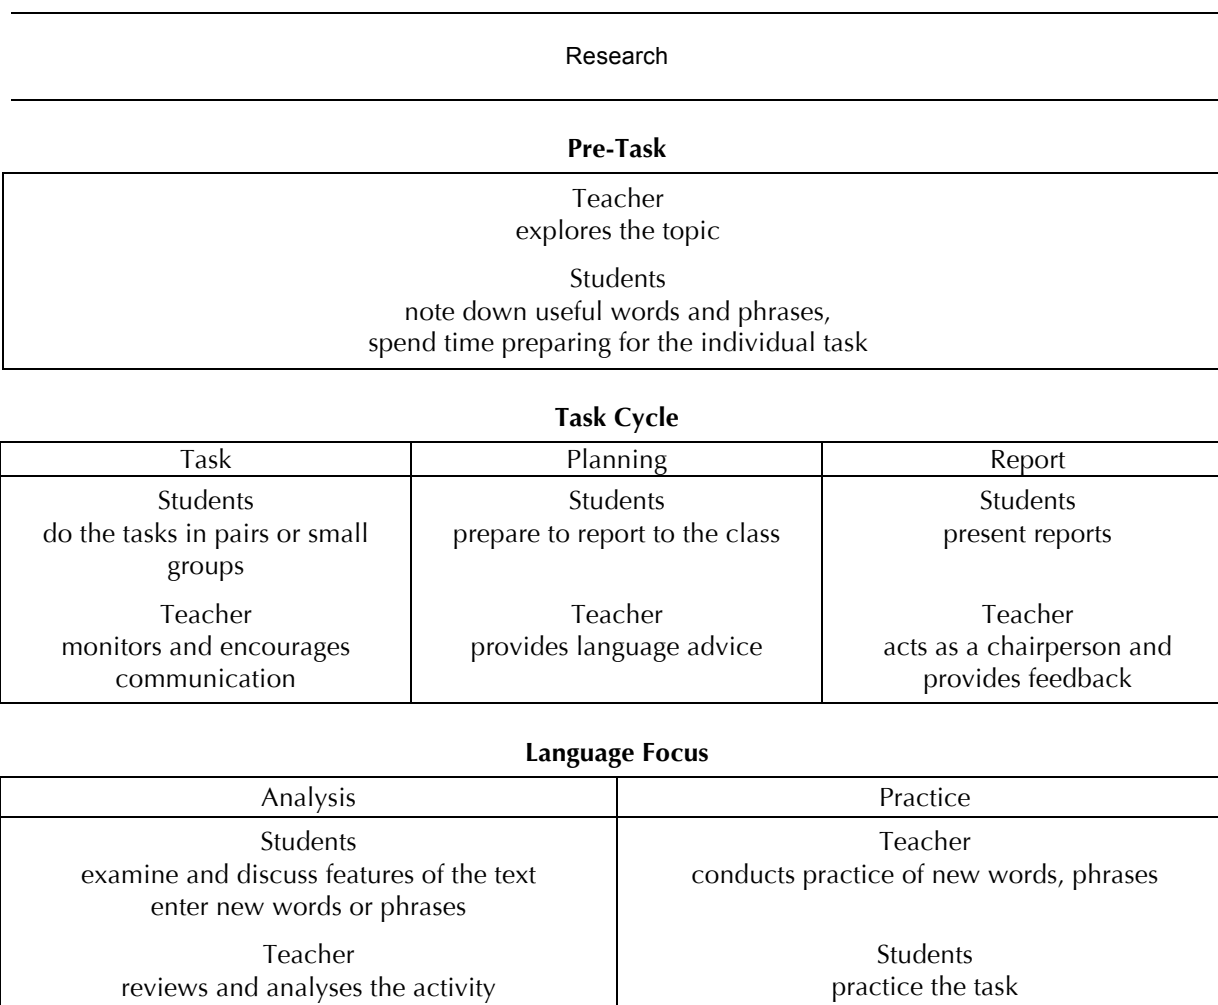 Research
Pre-Task
Teacher
explores the topic
Students
note down useful words and phrases,
spend time preparing for the individual task
Task Cycle
Task
Planning
Report
Students
do the tasks in pairs or small
groups
Teacher
monitors and encourages
communication
Students
prepare to report to the class
Teacher
provides language advice
Students
present reports
Teacher
acts as a chairperson and
provides feedback
Language Focus
Analysis
Practice
Students
examine and discuss features of the text
enter new words or phrases
Teacher
reviews and analyses the activity
Teacher
conducts practice of new words, phrases
Students
practice the task